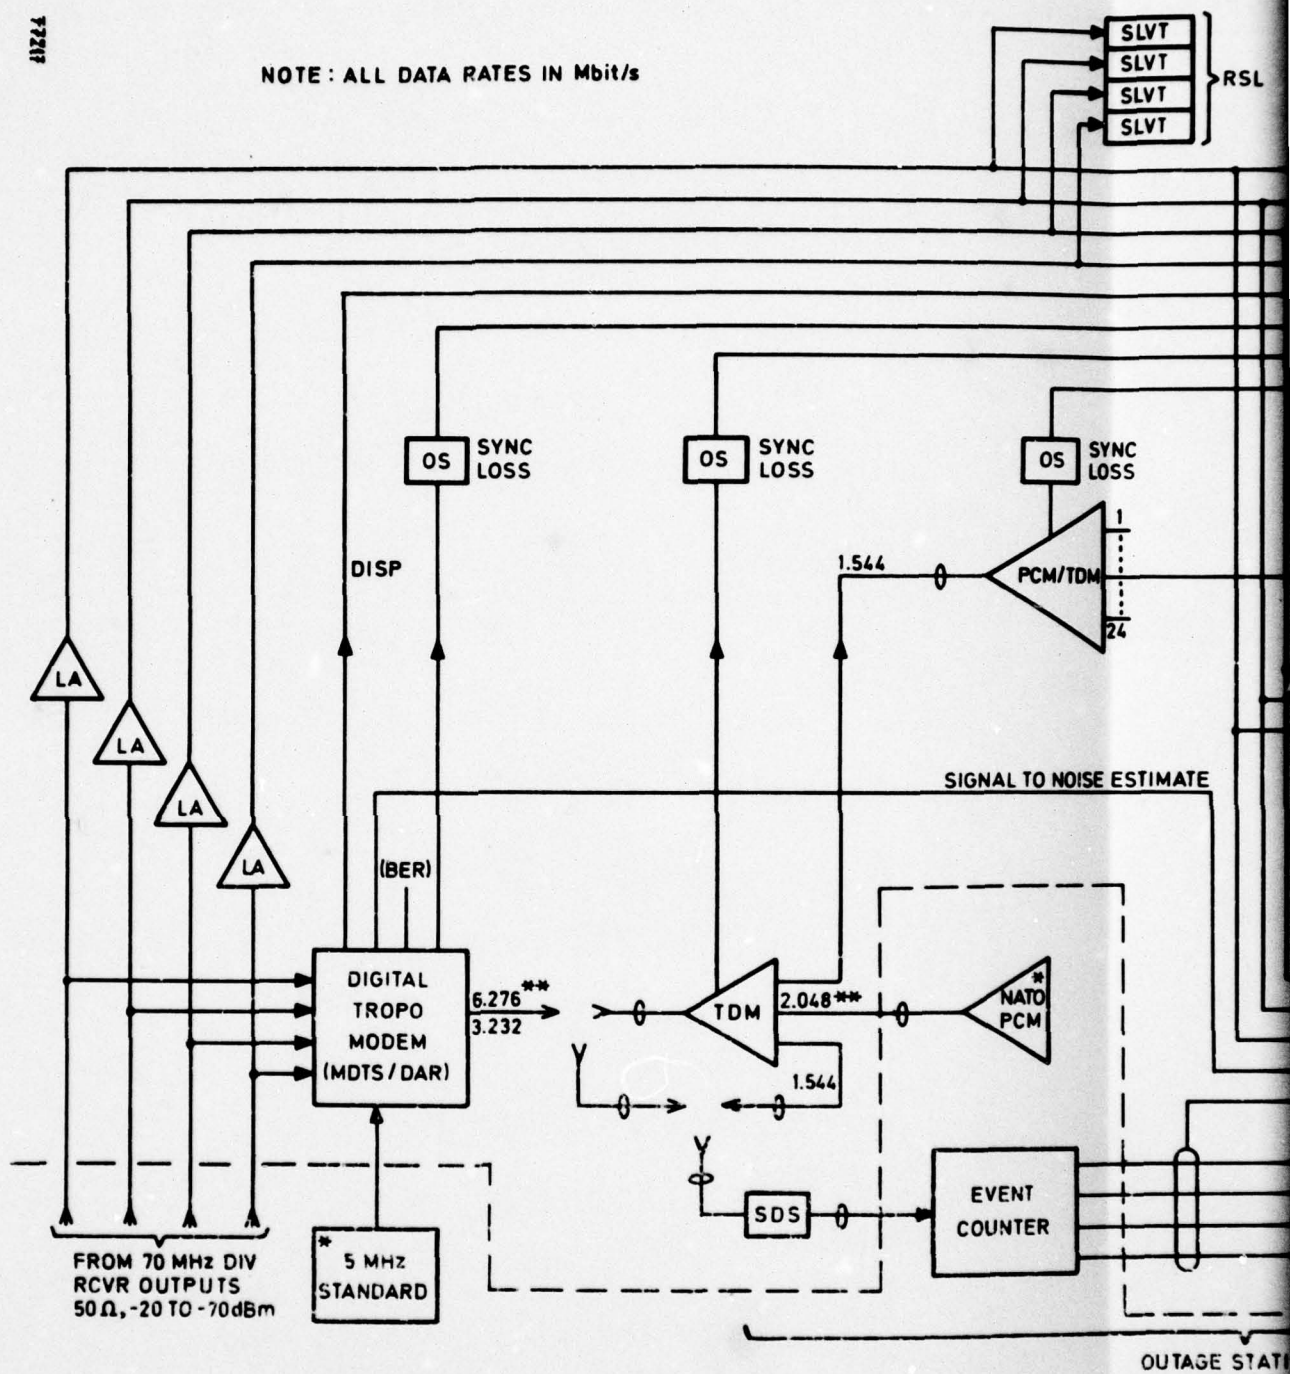 NOTE : ALL DATA RATES IN Mbit/s
SLVT
SLVT
SLVT
SLVT
RSL
OS
SYNC
LOSS
OS
SYNC
LOSS
OS
SYNC
LOSS
DISP
1.544
PCM/TDM
1
24
LA
LA
LA
LA
SIGNAL TO NOISE ESTIMATE
(BER)
DIGITAL
TROPO
MODEM
(MDTS / DAR)
6.276**
3.232
TDM
2.048**
1.544
*
NATO
PCM
SDS
EVENT
COUNTER
FROM 70 MHz DIV
RCVR OUTPUTS
50Ω, -20 TO -70dBm
* 5 MHz
STANDARD
OUTAGE STATI